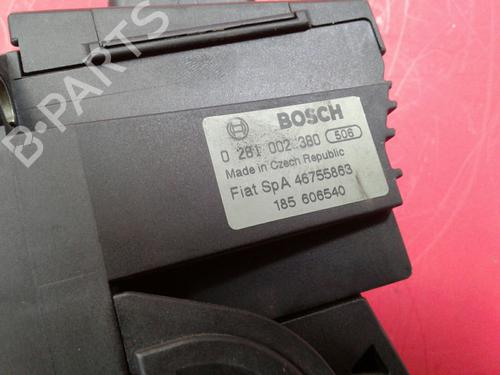 BOSCH
0 281 002 380 506
Made in Czech Republic
Fiat SpA 46755863
185 606540
B-PARTS